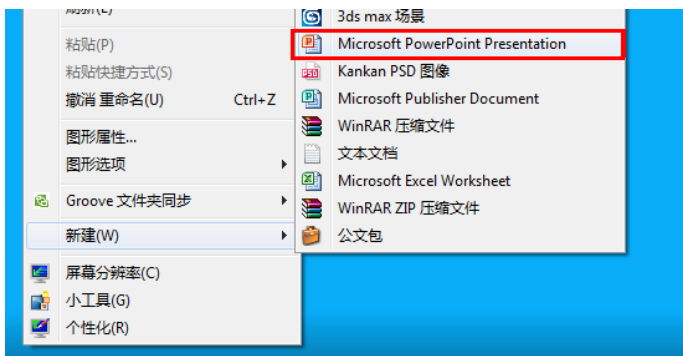 刷新(E)
粘贴(P)
粘贴快捷方式(S)
撤消 重命名(U) Ctrl+Z
图形属性...
图形选项
Groove 文件夹同步
新建(W)
屏幕分辨率(C)
小工具(G)
个性化(R)
3ds max 场景
Microsoft PowerPoint Presentation
Kankan PSD 图像
Microsoft Publisher Document
WinRAR 压缩文件
文本文档
Microsoft Excel Worksheet
WinRAR ZIP 压缩文件
公文包